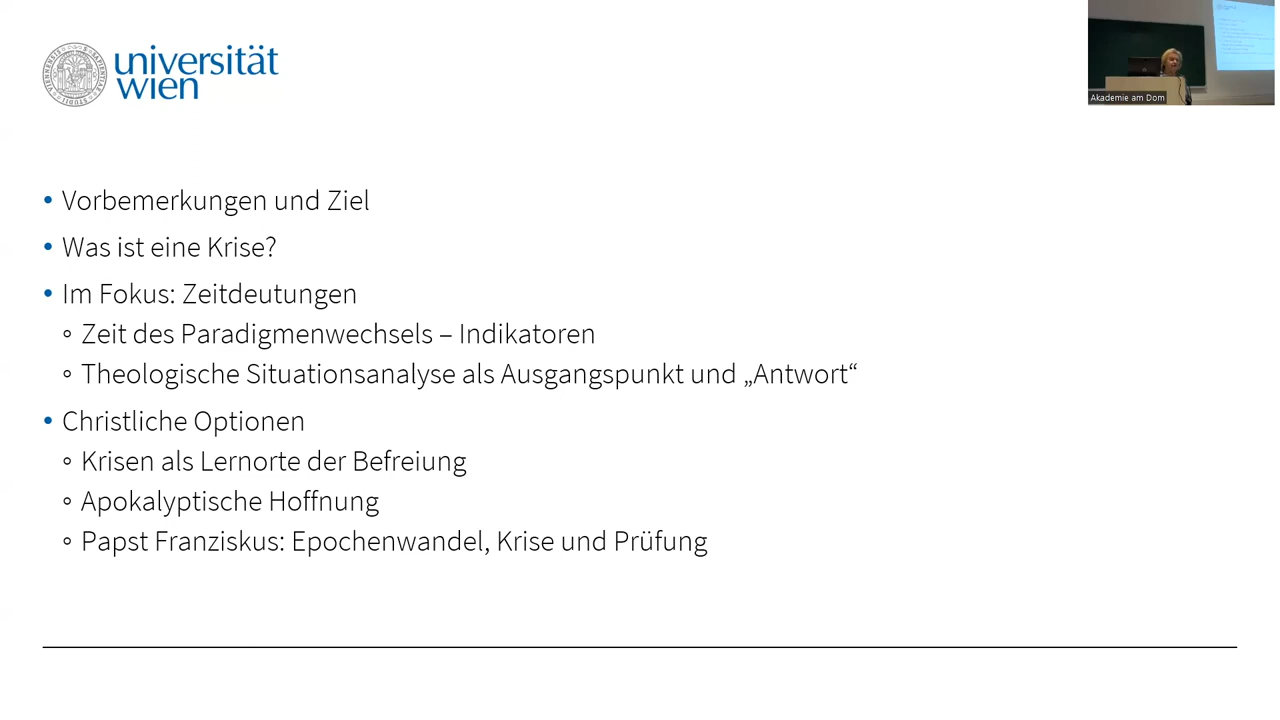 universität
wien
Akademie am Dom
• Vorbemerkungen und Ziel
• Was ist eine Krise?
• Im Fokus: Zeitdeutungen
◦ Zeit des Paradigmenwechsels – Indikatoren
◦ Theologische Situationsanalyse als Ausgangspunkt und „Antwort“
• Christliche Optionen
◦ Krisen als Lernorte der Befreiung
◦ Apokalyptische Hoffnung
◦ Papst Franziskus: Epochenwandel, Krise und Prüfung